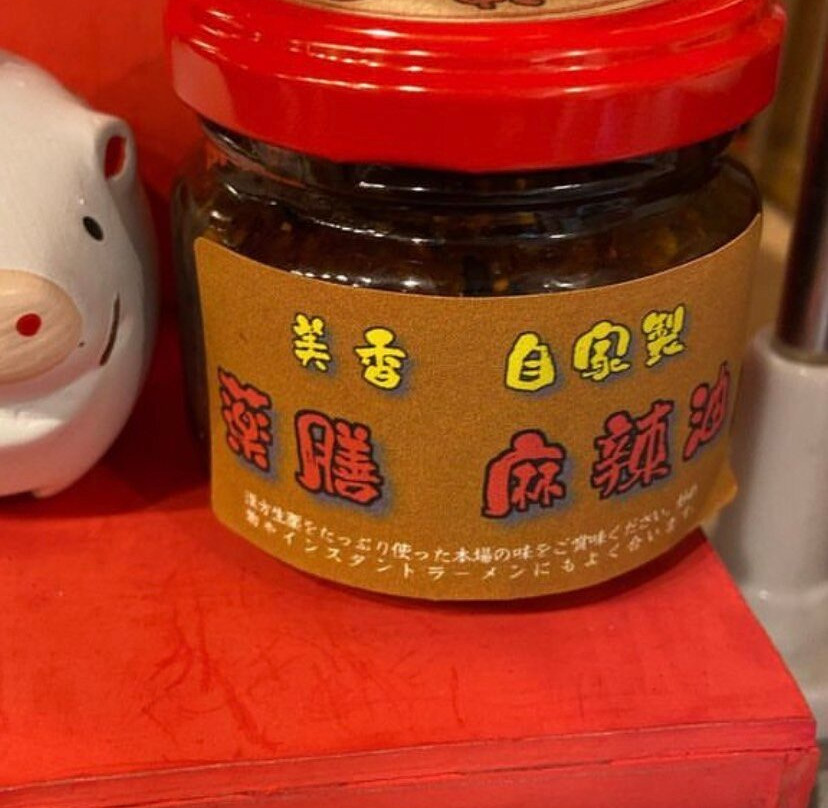 美香 自家製
薬膳 麻辣油
漢方生薬をたっぷり使った本場の味をご賞味ください。
インスタントラーメンにもよく合います